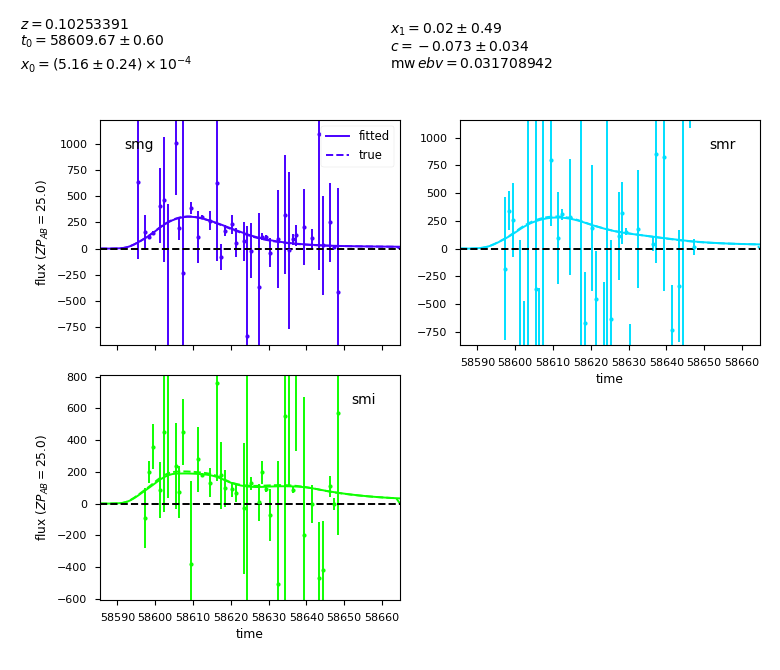 z = 0.10253391
t₀ = 58609.67 ± 0.60
x₀ = (5.16 ± 0.24) × 10⁻⁴
x₁ = 0.02 ± 0.49
c = −0.073 ± 0.034
mw ebv = 0.031708942
smg
fitted
true
1000
750
500
250
0
−250
−500
−750
flux (ZP_AB = 25.0)
smr
1000
750
500
250
0
−250
−500
−750
58590 58600 58610 58620 58630 58640 58650 58660
time
smi
800
600
400
200
0
−200
−400
−600
flux (ZP_AB = 25.0)
58590 58600 58610 58620 58630 58640 58650 58660
time